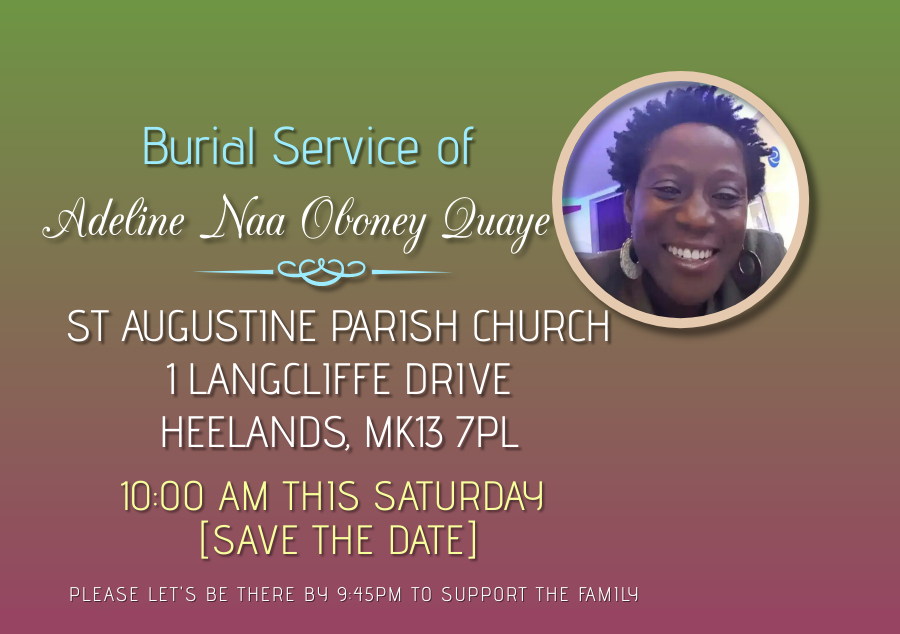 Burial Service of
Adeline Naa Oboney Quaye
ST AUGUSTINE PARISH CHURCH
1 LANGCLIFFE DRIVE
HEELANDS, MK13 7PL
10:00 AM THIS SATURDAY
[SAVE THE DATE]
PLEASE LET'S BE THERE BY 9:45PM TO SUPPORT THE FAMILY